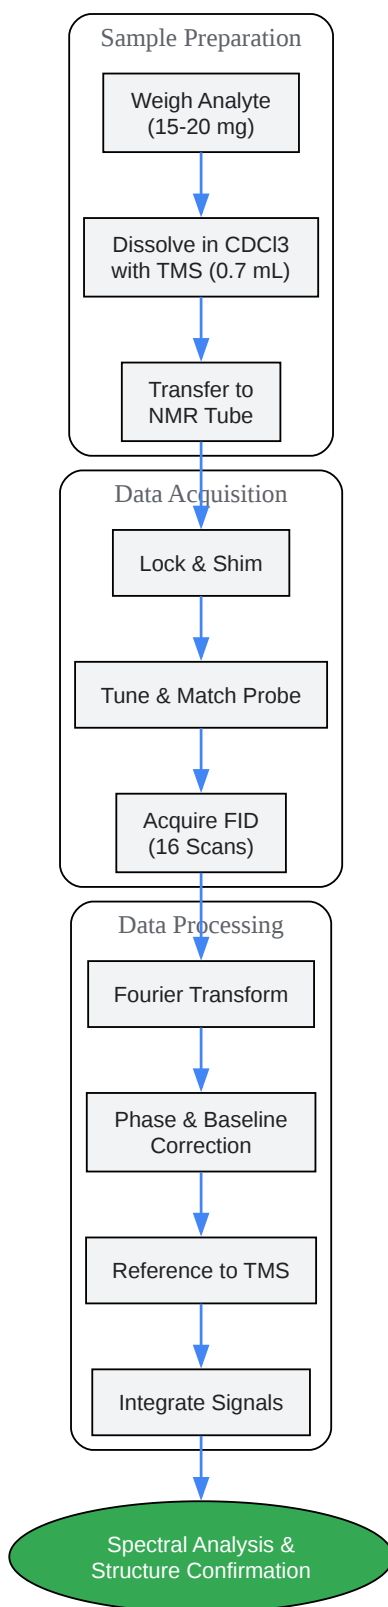 Sample Preparation
Weigh Analyte
(15-20 mg)
Dissolve in CDCl3
with TMS (0.7 mL)
Transfer to
NMR Tube
Data Acquisition
Lock & Shim
Tune & Match Probe
Acquire FID
(16 Scans)
Data Processing
Fourier Transform
Phase & Baseline
Correction
Reference to TMS
Integrate Signals
Spectral Analysis &
Structure Confirmation